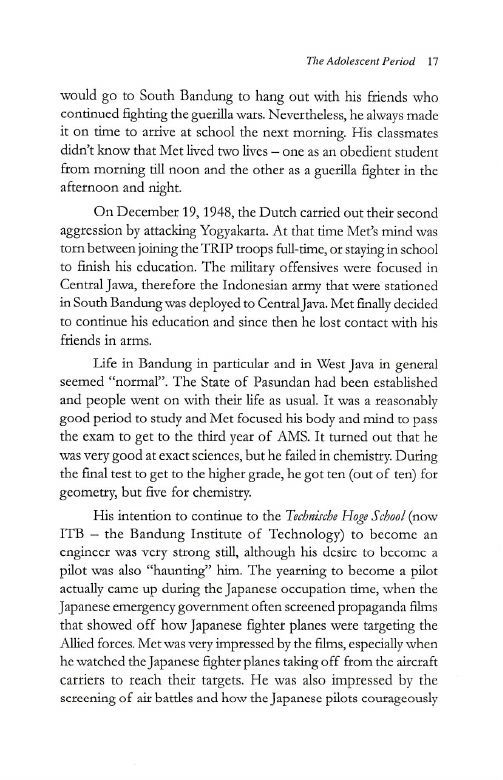 The Adolescent Period 17
would go to South Bandung to hang out with his friends who
continued fighting the guerilla wars. Nevertheless, he always made
it on time to arrive at school the next morning. His classmates
didn't know that Met lived two lives – one as an obedient student
from morning till noon and the other as a guerilla fighter in the
afternoon and night.
On December 19, 1948, the Dutch carried out their second
aggression by attacking Yogyakarta. At that time Met's mind was
torn between joining the TRIP troops full-time, or staying in school
to finish his education. The military offensives were focused in
Central Jawa, therefore the Indonesian army that were stationed
in South Bandung was deployed to Central Java. Met finally decided
to continue his education and since then he lost contact with his
friends in arms.
Life in Bandung in particular and in West Java in general
seemed “normal”. The State of Pasundan had been established
and people went on with their life as usual. It was a reasonably
good period to study and Met focused his body and mind to pass
the exam to get to the third year of AMS. It turned out that he
was very good at exact sciences, but he failed in chemistry. During
the final test to get to the higher grade, he got ten (out of ten) for
geometry, but five for chemistry.
His intention to continue to the Technische Hoge School (now
ITB – the Bandung Institute of Technology) to become an
engineer was very strong still, although his desire to become a
pilot was also “haunting” him. The yearning to become a pilot
actually came up during the Japanese occupation time, when the
Japanese emergency government often screened propaganda films
that showed off how Japanese fighter planes were targeting the
Allied forces. Met was very impressed by the films, especially when
he watched the Japanese fighter planes taking off from the aircraft
carriers to reach their targets. He was also impressed by the
screening of air battles and how the Japanese pilots courageously